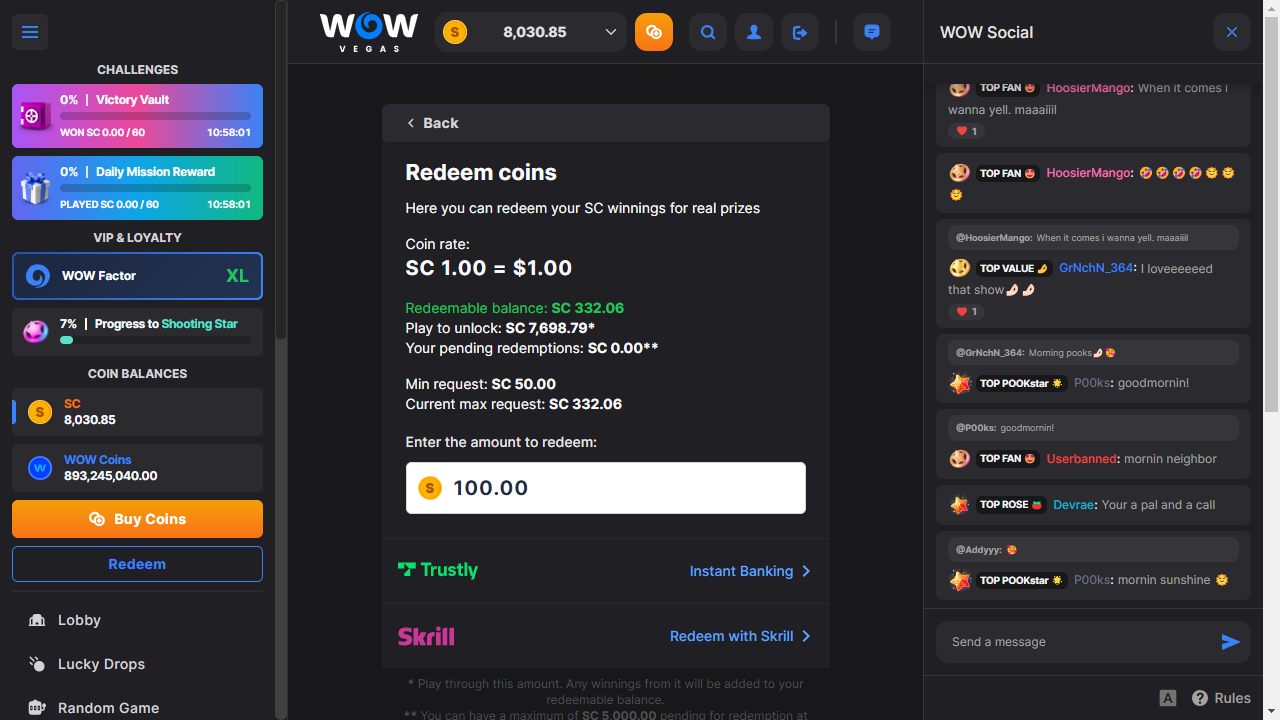 CHALLENGES
0% | Victory Vault
WON SC 0.00 / 60 10:58:01
0% | Daily Mission Reward
PLAYED SC 0.00 / 60 10:58:01
VIP & LOYALTY
WOW Factor XL
7% | Progress to Shooting Star
COIN BALANCES
S
SC
8,030.85
W
WOW Coins
893,245,040.00
Buy Coins
Redeem
Lobby
Lucky Drops
Random Game
WOW
VEGAS
S 8,030.85
Back
Redeem coins
Here you can redeem your SC winnings for real prizes
Coin rate:
SC 1.00 = $1.00
Redeemable balance: SC 332.06
Play to unlock: SC 7,698.79*
Your pending redemptions: SC 0.00**
Min request: SC 50.00
Current max request: SC 332.06
Enter the amount to redeem:
S 100.00
Trustly Instant Banking
Skrill Redeem with Skrill
* Play through this amount. Any winnings from it will be added to your
redeemable balance.
** You can have a maximum of SC 5,000.00 pending for redemption at
WOW Social
TOP FAN 🤩 HoosierMango: When it comes i
wanna yell. maaaiiil
❤️ 1
TOP FAN 🤩 HoosierMango: 🤣🤣🤣🤣🌞🌞
🌞
@HoosierMango: When it comes i wanna yell. maaaiiil
TOP VALUE 🤌 GrNchN_364: I loveeeeeed
that show🤌🏻🤌🏻
❤️ 1
@GrNchN_364: Morning pooks🤌🏻🥰
TOP POOKstar 🌟 P00ks: goodmornin!
@P00ks: goodmornin!
TOP FAN 🤩 Userbanned: mornin neighbor
TOP ROSE 🍅 Devrae: Your a pal and a call
@Addyyy: 🥰
TOP POOKstar 🌟 P00ks: mornin sunshine 🌞
Send a message
A ? Rules